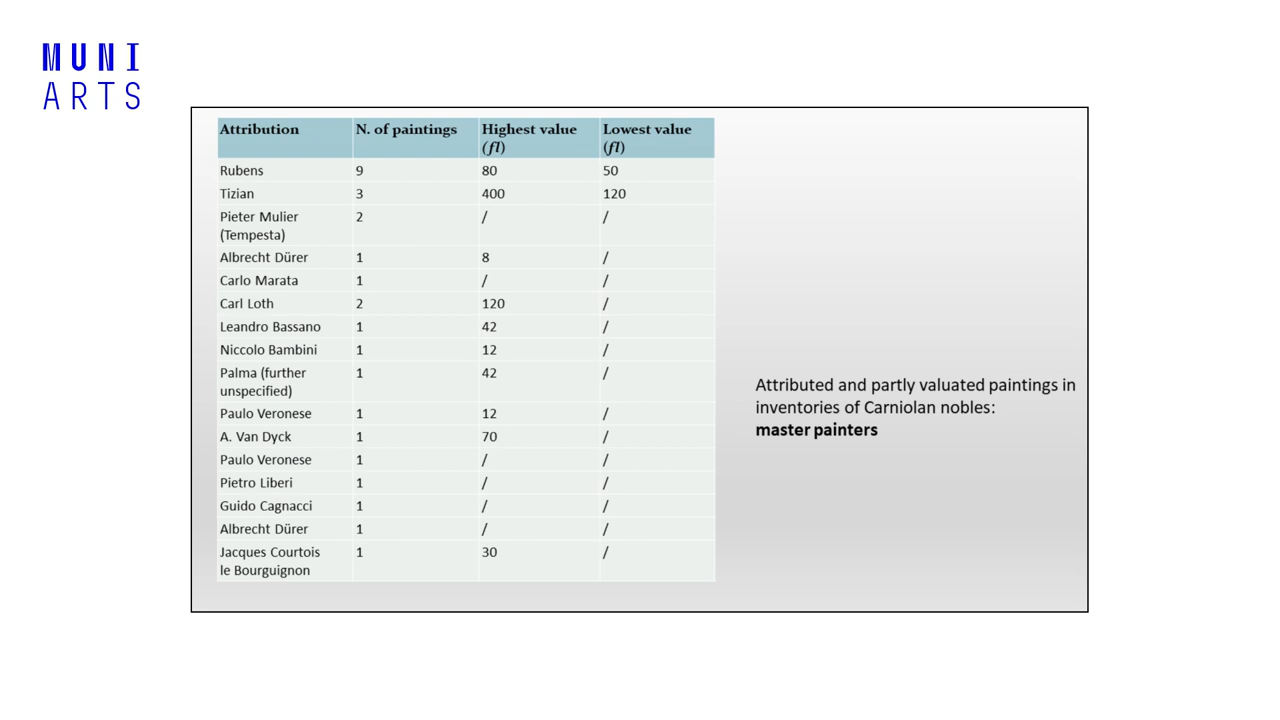 MUNI
ARTS
Attribution N. of paintings Highest value (fl) Lowest value (fl)
Rubens 9 80 50
Tizian 3 400 120
Pieter Mulier (Tempesta) 2 / /
Albrecht Dürer 1 8 /
Carlo Marata 1 / /
Carl Loth 2 120 /
Leandro Bassano 1 42 /
Niccolo Bambini 1 12 /
Palma (further unspecified) 1 42 /
Paulo Veronese 1 12 /
A. Van Dyck 1 70 /
Paulo Veronese 1 / /
Pietro Liberi 1 / /
Guido Cagnacci 1 / /
Albrecht Dürer 1 / /
Jacques Courtois le Bourguignon 1 30 /
Attributed and partly valuated paintings in
inventories of Carniolan nobles:
master painters